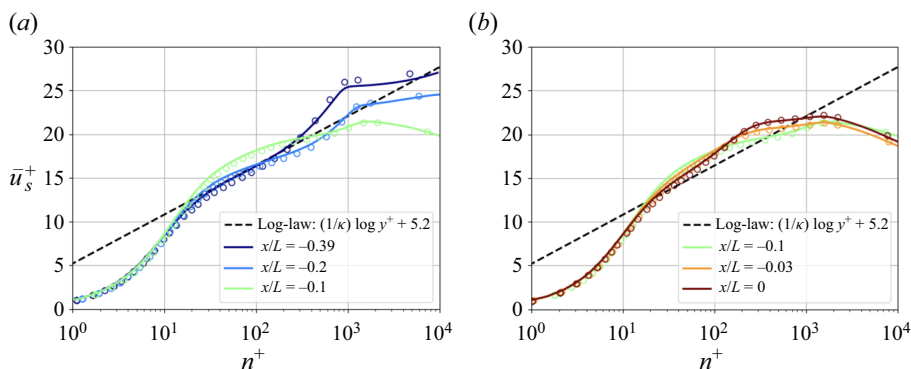 (a)
30
25
20
15
10
5
0
ū_s^+
10^0
10^1
10^2
10^3
10^4
n^+
Log-law: (1/κ) log y^+ + 5.2
x/L = –0.39
x/L = –0.2
x/L = –0.1
(b)
30
25
20
15
10
5
0
10^0
10^1
10^2
10^3
10^4
n^+
Log-law: (1/κ) log y^+ + 5.2
x/L = –0.1
x/L = –0.03
x/L = 0